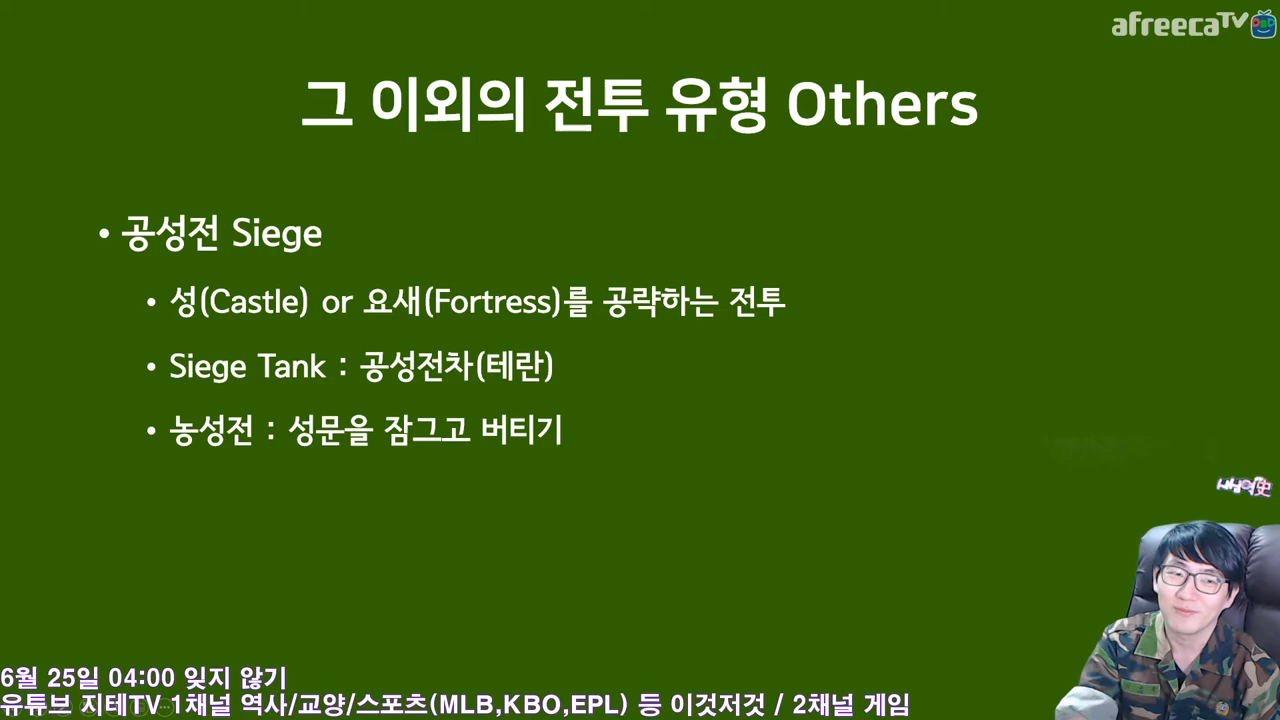 afreecaTV
그 이외의 전투 유형 Others
• 공성전 Siege
• 성(Castle) or 요새(Fortress)를 공략하는 전투
• Siege Tank : 공성전차(테란)
• 농성전 : 성문을 잠그고 버티기
6월 25일 04:00 잊지 않기
유튜브 지테TV 1채널 역사/교양/스포츠(MLB,KBO,EPL) 등 이것저것 / 2채널 게임